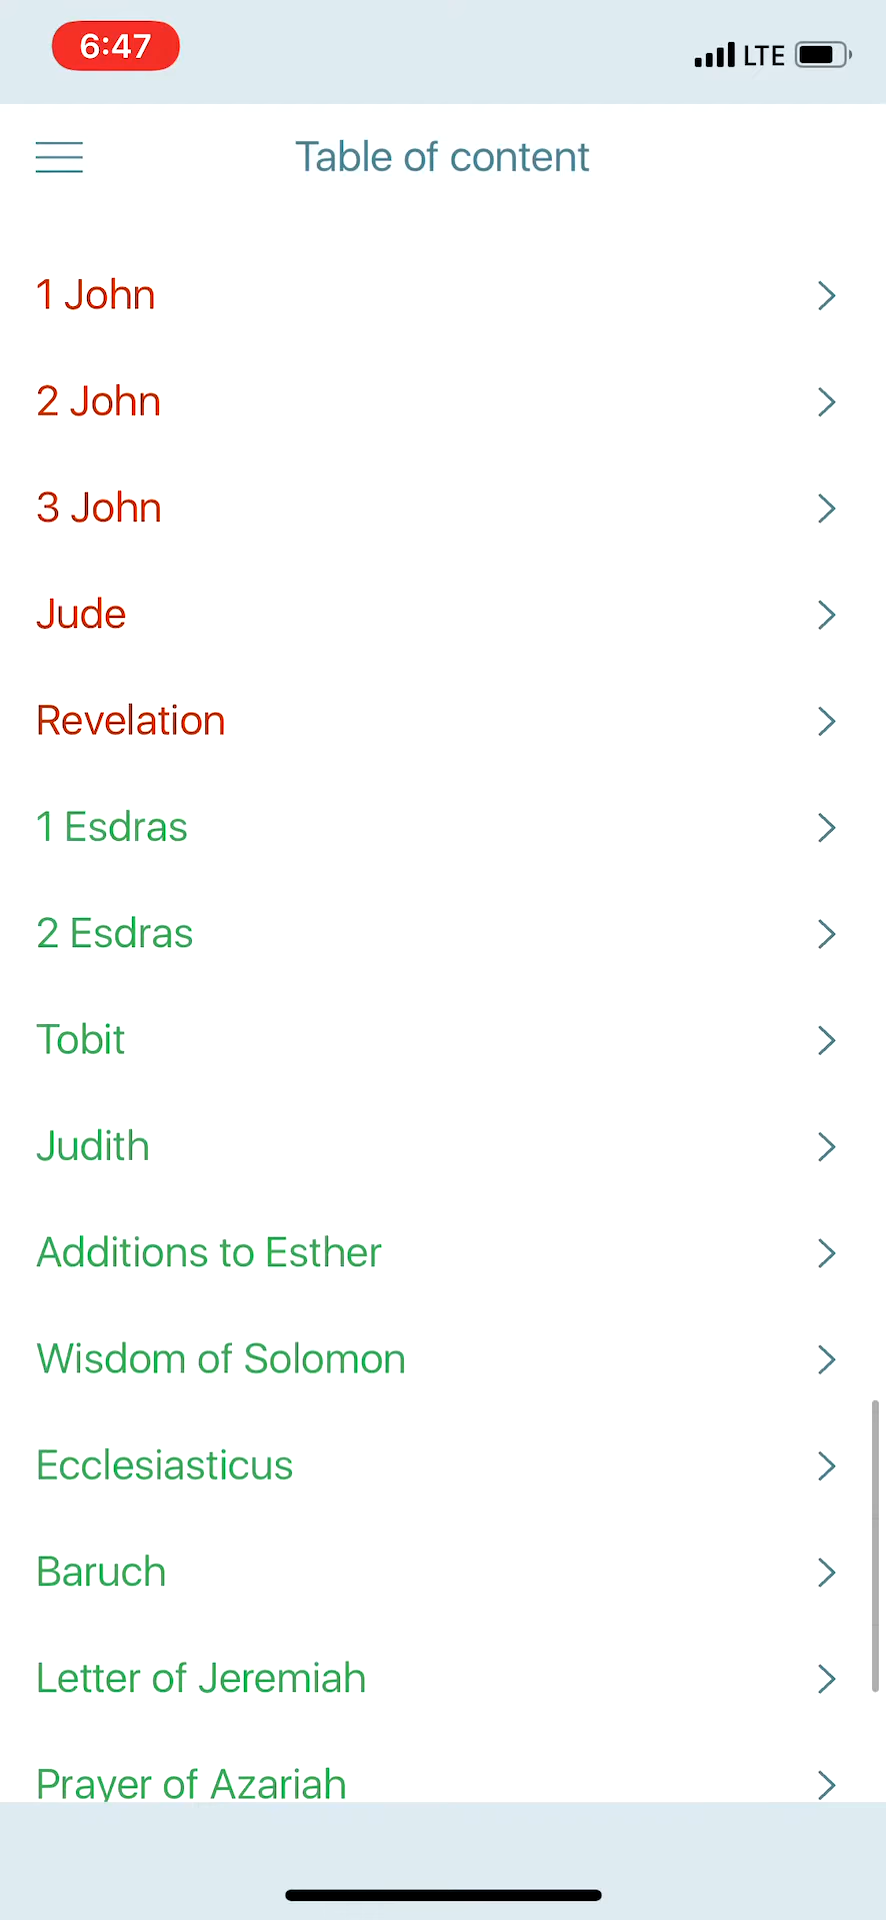 6:47
LTE
Table of content
1 John
2 John
3 John
Jude
Revelation
1 Esdras
2 Esdras
Tobit
Judith
Additions to Esther
Wisdom of Solomon
Ecclesiasticus
Baruch
Letter of Jeremiah
Prayer of Azariah